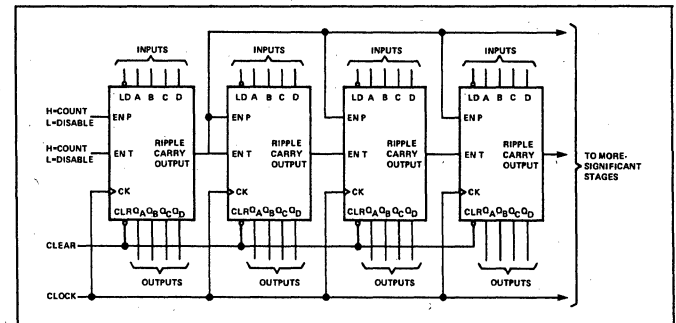 INPUTS INPUTS INPUTS INPUTS
LD A B C D LD A B C D LD A B C D LD A B C D
H=COUNT
L=DISABLE
EN P EN P EN P EN P
H=COUNT
L=DISABLE
EN T RIPPLE CARRY OUTPUT EN T RIPPLE CARRY OUTPUT EN T RIPPLE CARRY OUTPUT EN T RIPPLE CARRY OUTPUT
TO MORE-
SIGNIFICANT
STAGES
CK CK CK CK
CLR QA QB QC QD CLR QA QB QC QD CLR QA QB QC QD CLR QA QB QC QD
CLEAR
OUTPUTS OUTPUTS OUTPUTS OUTPUTS
CLOCK